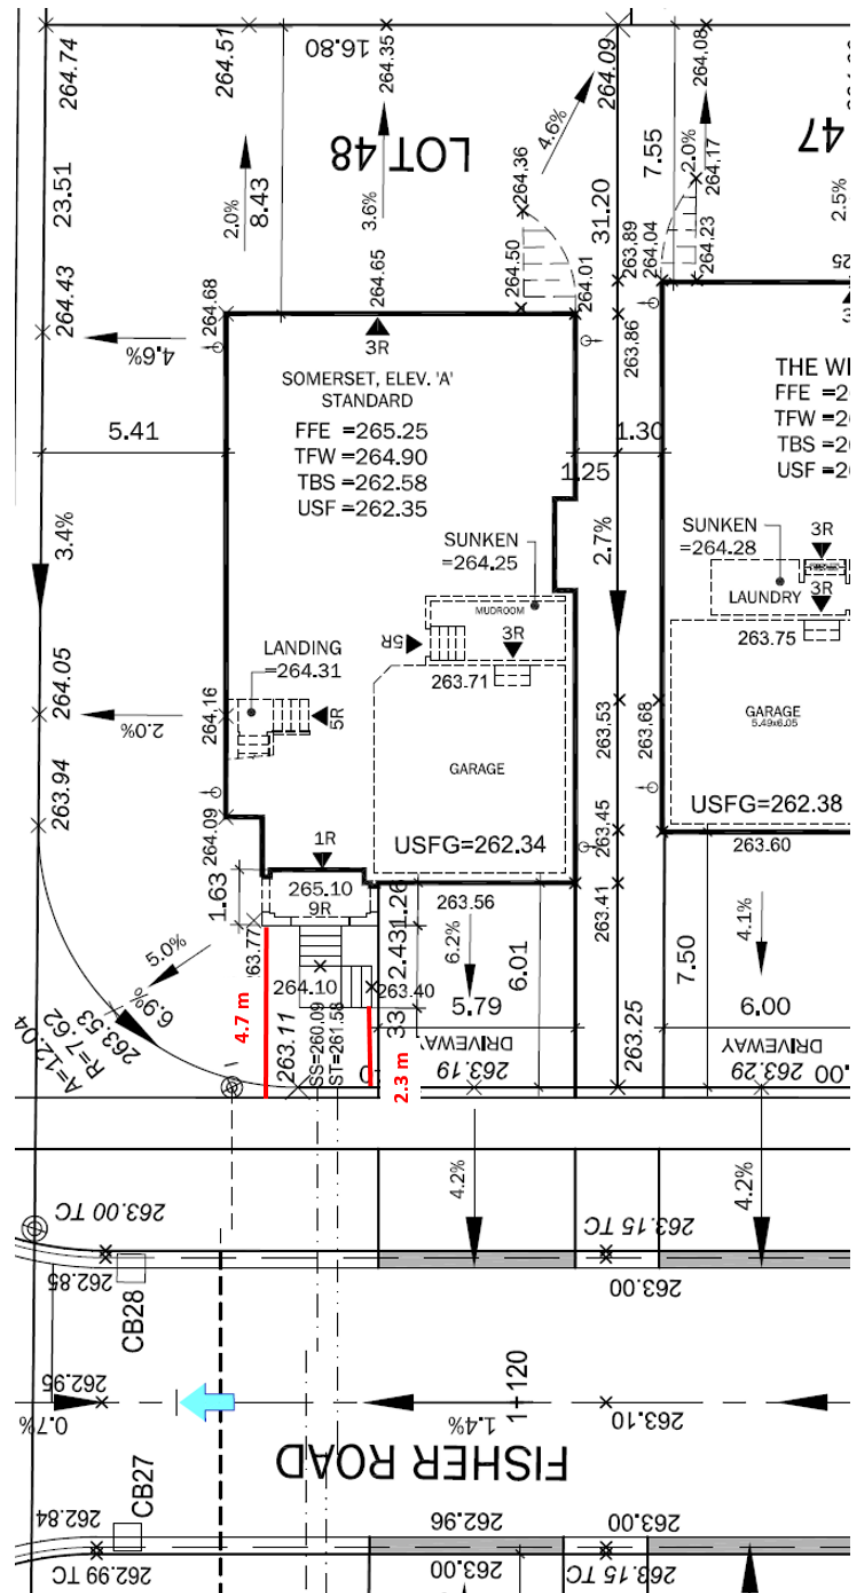 264.74
264.51
16.80
264.35
264.09
264.08
LOT 48
47
4.6%
264.36
2.0%
264.17
7.55
23.51
2.0%
8.43
3.6%
31.20
2.5%
264.50
264.01
263.89
264.04
264.23
264.43
264.68
264.65
263.86
25
4.6%
3R
3
SOMERSET, ELEV. 'A'
STANDARD
FFE =265.25
TFW =264.90
TBS =262.58
USF =262.35
THE WI
FFE =2
TFW =2
TBS =2
USF =2
5.41
1.30
1.25
3.4%
2.7%
SUNKEN
=264.25
SUNKEN
=264.28
3R
MUDROOM
LAUNDRY
3R
5R
3R
263.75
LANDING
=264.31
263.71
264.05
264.16
2.0%
5R
263.53
263.68
GARAGE
5.49x6.05
GARAGE
263.94
USFG=262.38
264.09
USFG=262.34
263.45
263.60
1R
1.63
265.10
9R
1.26
263.56
263.41
63.77
5.0%
2.43
6.2%
6.01
4.1%
7.50
6.9%
264.10
263.40
4.7 m
A=12.04
R=7.62
263.53
263.11
SS=260.09
ST=261.58
33
5.79
263.25
6.00
DRIVEWAY
DRIVEWAY
2.3 m
263.19
263.29
00.
4.2%
4.2%
263.00 TC
263.15 TC
262.85
263.00
CB28
262.95
1+120
0.7%
1.4%
263.10
FISHER ROAD
CB27
262.84
262.96
263.00
262.99 TC
263.00
263.15 TC